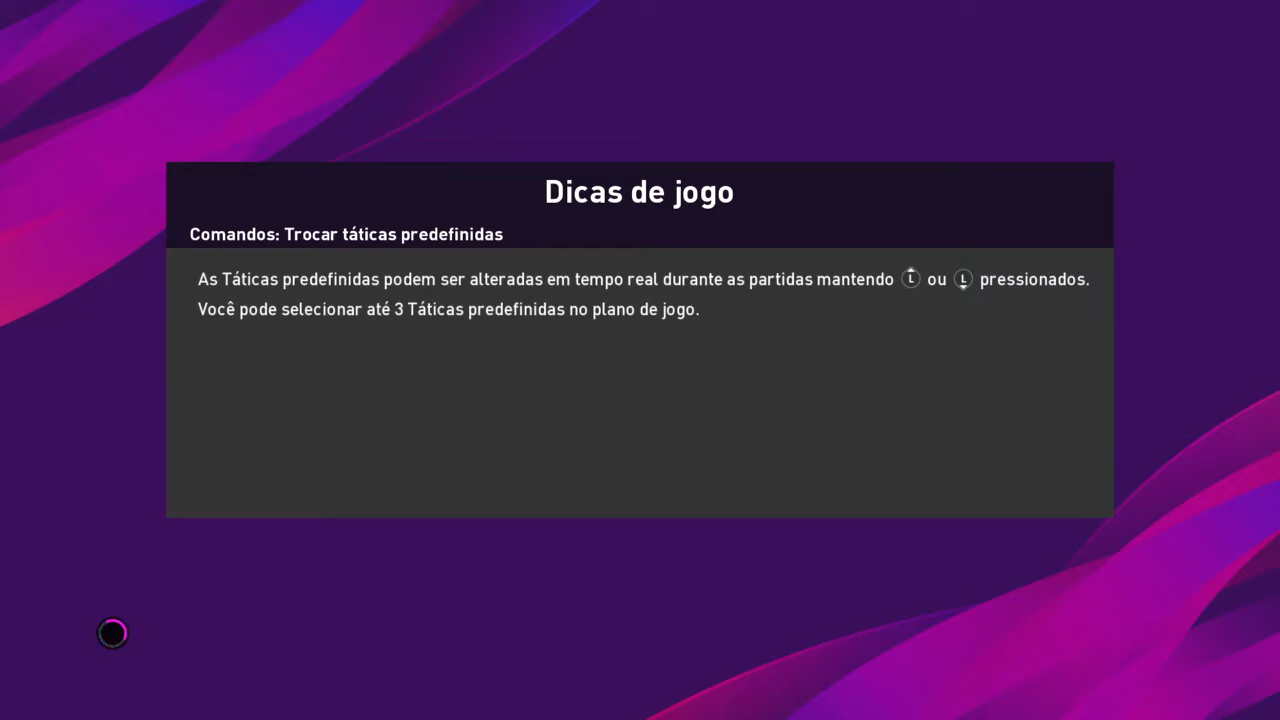 Dicas de jogo
Comandos: Trocar táticas predefinidas
As Táticas predefinidas podem ser alteradas em tempo real durante as partidas mantendo L ou L pressionados.
Você pode selecionar até 3 Táticas predefinidas no plano de jogo.